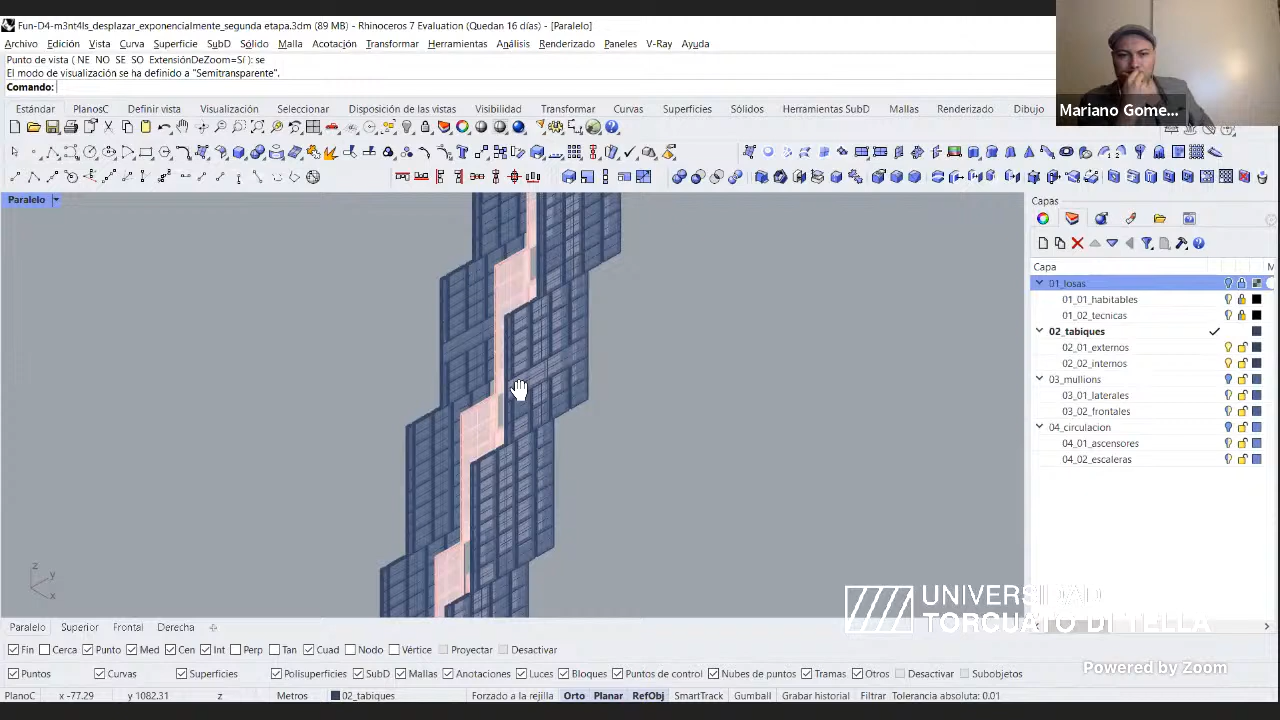 Fun-D4-m3nt4ls_desplazar_exponencialmente_segunda etapa.3dm (89 MB) - Rhinoceros 7 Evaluation (Quedan 16 días) - [Paralelo]
Archivo Edición Vista Curva Superficie SubD Sólido Malla Acotación Transformar Herramientas Análisis Renderizado Paneles V-Ray Ayuda
Punto de vista ( NE NO SE SO ExtensiónDeZoom=Sí ): se
El modo de visualización se ha definido a "Semitransparente".
Comando:
Mariano Gome...
Estándar PlanosC Definir vista Visualización Seleccionar Disposición de las vistas Visibilidad Transformar Curvas Superficies Sólidos Herramientas SubD Mallas Renderizado Dibujo
Paralelo
Capas
Capa M
01_losas
01_01_habitables
01_02_tecnicas
02_tabiques
02_01_externos
02_02_internos
03_mullions
03_01_laterales
03_02_frontales
04_circulacion
04_01_ascensores
04_02_escaleras
z
y
x
UNIVERSIDAD
TORCUATO DI TELLA
Paralelo Superior Frontal Derecha
Fin Cerca Punto Med Cen Int Perp Tan Cuad Nodo Vértice Proyectar Desactivar
Powered by Zoom
Puntos Curvas Superficies Polisuperficies SubD Mallas Anotaciones Luces Bloques Puntos de control Nubes de puntos Tramas Otros Desactivar Subobjetos
PlanoC x -77.29 y 1082.31 z Metros 02_tabiques Forzado a la rejilla Orto Planar RefObj SmartTrack Gumball Grabar historial Filtrar Tolerancia absoluta: 0.01